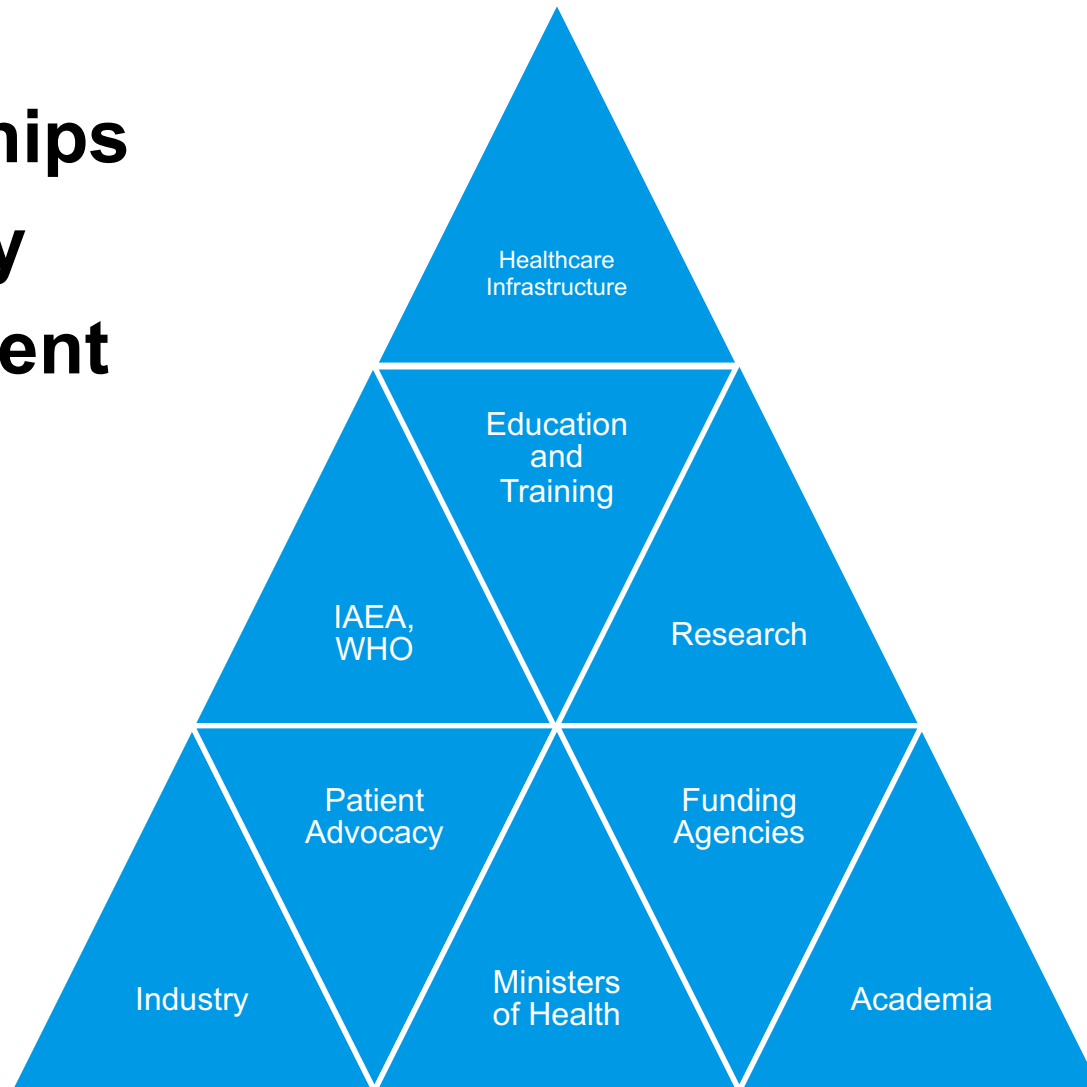 hips
y
ent
Healthcare
Infrastructure
Education
and
Training
IAEA,
WHO
Research
Patient
Advocacy
Funding
Agencies
Industry
Ministers
of Health
Academia